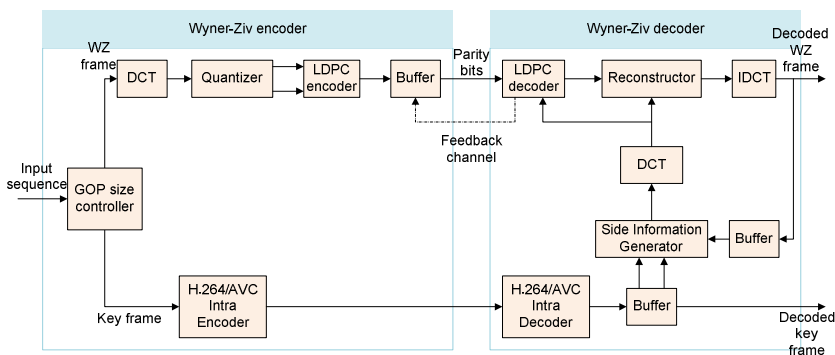 Wyner-Ziv encoder
Wyner-Ziv decoder
WZ
frame
DCT
Quantizer
LDPC
encoder
Buffer
Parity
bits
LDPC
decoder
Reconstructor
IDCT
Decoded
WZ
frame
Feedback
channel
DCT
Input
sequence
GOP size
controller
Side Information
Generator
Buffer
H.264/AVC
Intra
Encoder
Key frame
H.264/AVC
Intra
Decoder
Buffer
Decoded
key
frame